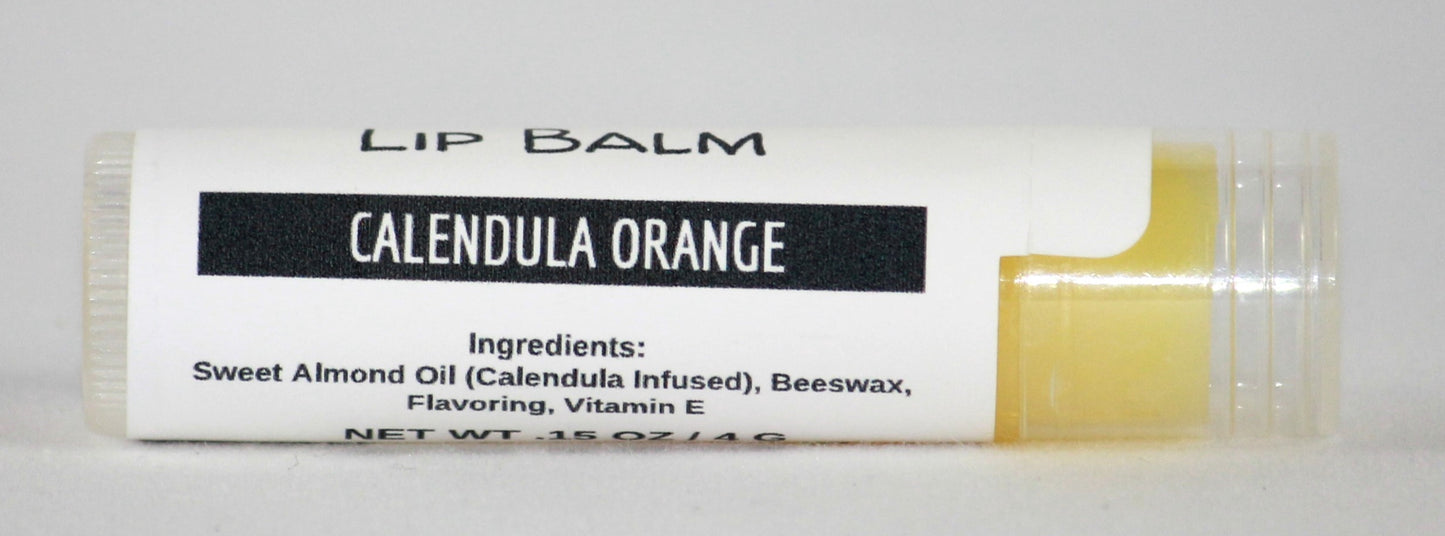 LIP BALM
CALENDULA ORANGE
Ingredients:
Sweet Almond Oil (Calendula Infused), Beeswax,
Flavoring, Vitamin E
NET WT .15 OZ / 4 G